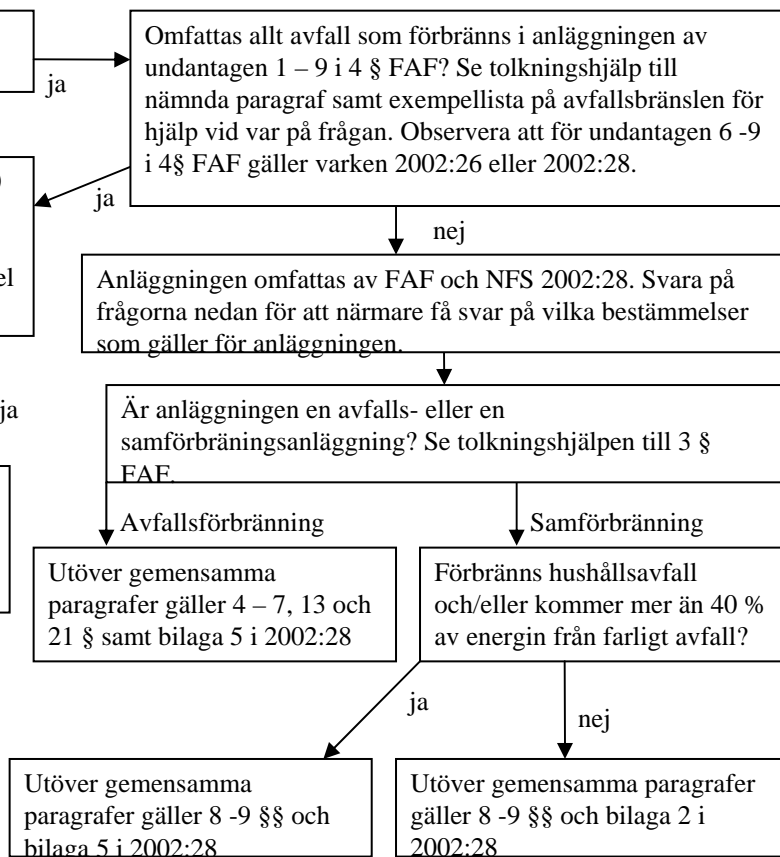 Omfattas allt avfall som förbränns i anläggningen av
undantagen 1 – 9 i 4 § FAF? Se tolkningshjälp till
nämnda paragraf samt exempellista på avfallsbränslen för
hjälp vid var på frågan. Observera att för undantagen 6 -9
i 4§ FAF gäller varken 2002:26 eller 2002:28.
ja
ja
nej
el
Anläggningen omfattas av FAF och NFS 2002:28. Svara på
frågorna nedan för att närmare få svar på vilka bestämmelser
som gäller för anläggningen.
ja
Är anläggningen en avfalls- eller en
samförbräningsanläggning? Se tolkningshjälpen till 3 §
FAF.
Avfallsförbränning
Samförbränning
Utöver gemensamma
paragrafer gäller 4 – 7, 13 och
21 § samt bilaga 5 i 2002:28
Förbränns hushållsavfall
och/eller kommer mer än 40 %
av energin från farligt avfall?
ja
nej
Utöver gemensamma
paragrafer gäller 8 -9 §§ och
bilaga 5 i 2002:28
Utöver gemensamma paragrafer
gäller 8 -9 §§ och bilaga 2 i
2002:28